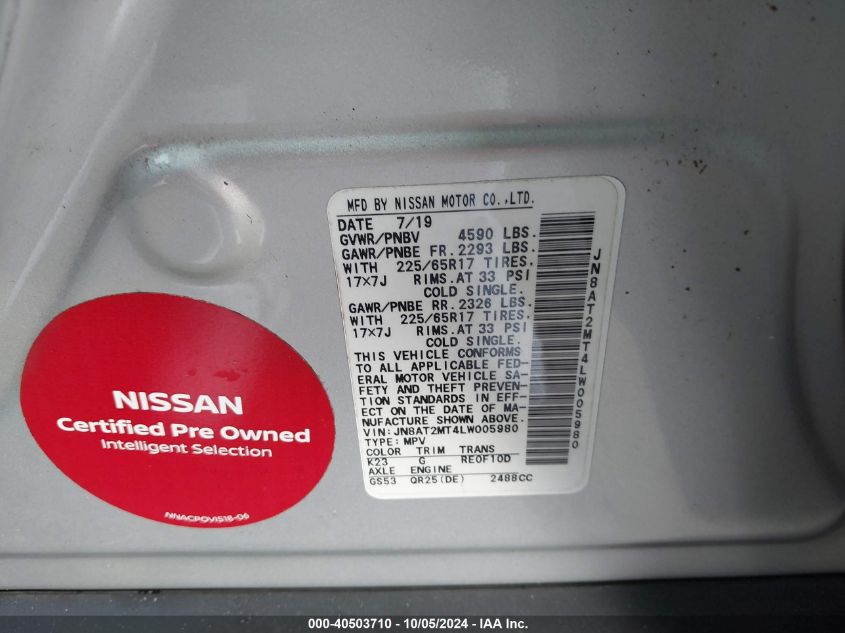 MFD BY NISSAN MOTOR CO.,LTD.
DATE 7/19
GVWR/PNBV 4590 LBS.
GAWR/PNBE FR. 2293 LBS.
WITH 225/65R17 TIRES.
17×7J RIMS.AT 33 PSI
COLD SINGLE.
GAWR/PNBE RR. 2326 LBS.
WITH 225/65R17 TIRES.
17×7J RIMS.AT 33 PSI
COLD SINGLE.
THIS VEHICLE CONFORMS
TO ALL APPLICABLE FED-
ERAL MOTOR VEHICLE SA-
FETY AND THEFT PREVEN-
TION STANDARDS IN EFF-
ECT ON THE DATE OF MA-
NUFACTURE SHOWN ABOVE.
VIN: JN8AT2MT4LW005980
TYPE: MPV
COLOR TRIM TRANS
K23 G RE0F10D
AXLE ENGINE
GS53 QR25(DE) 2488CC
JN8AT2MT4LW005980
NISSAN
Certified Pre Owned
Intelligent Selection
NNACPOVIS18-06
000-40503710 - 10/05/2024 - IAA Inc.